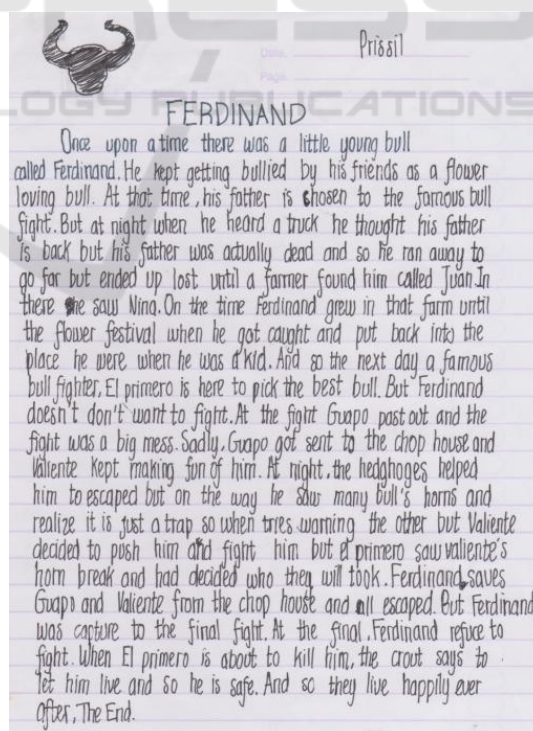 Prissil
Date
Page
LOGY PUBLICATIONS
FERDINAND
Once upon a time there was a little young bull
called Ferdinand. He kept getting bullied by his friends as a flower
loving bull. At that time, his father is chosen to the famous bull
fight. But at night when he heard a truck he thought his father
is back but his father was actually dead and so he ran away to
go far but ended up lost until a farmer found him called Juan In
there he saw Nina. On the time Ferdinand grew in that farm until
the flower festival when he got caught and put back into the
place he were when he was a kid. And so the next day a famous
bull fighter, El primero is here to pick the best bull. But Ferdinand
doesn't don't want to fight. At the fight Guapo past out and the
fight was a big mess. Sadly, Guapo got sent to the chop house and
Valiente kept making fun of him. At night, the hedghoges helped
him to escaped but on the way he saw many bull's horns and
realize it is just a trap so when tries warning the other but Valiente
decided to push him and fight him but el primero saw valiente's
horn break and had decided who they will took. Ferdinand saves
Guapo and Valiente from the chop house and all escaped. But Ferdinand
was capture to the final fight. At the final, Ferdinand refuce to
fight. When El primero is about to kill him, the crout says to
let him live and so he is safe. And so they live happily ever
after, The End.